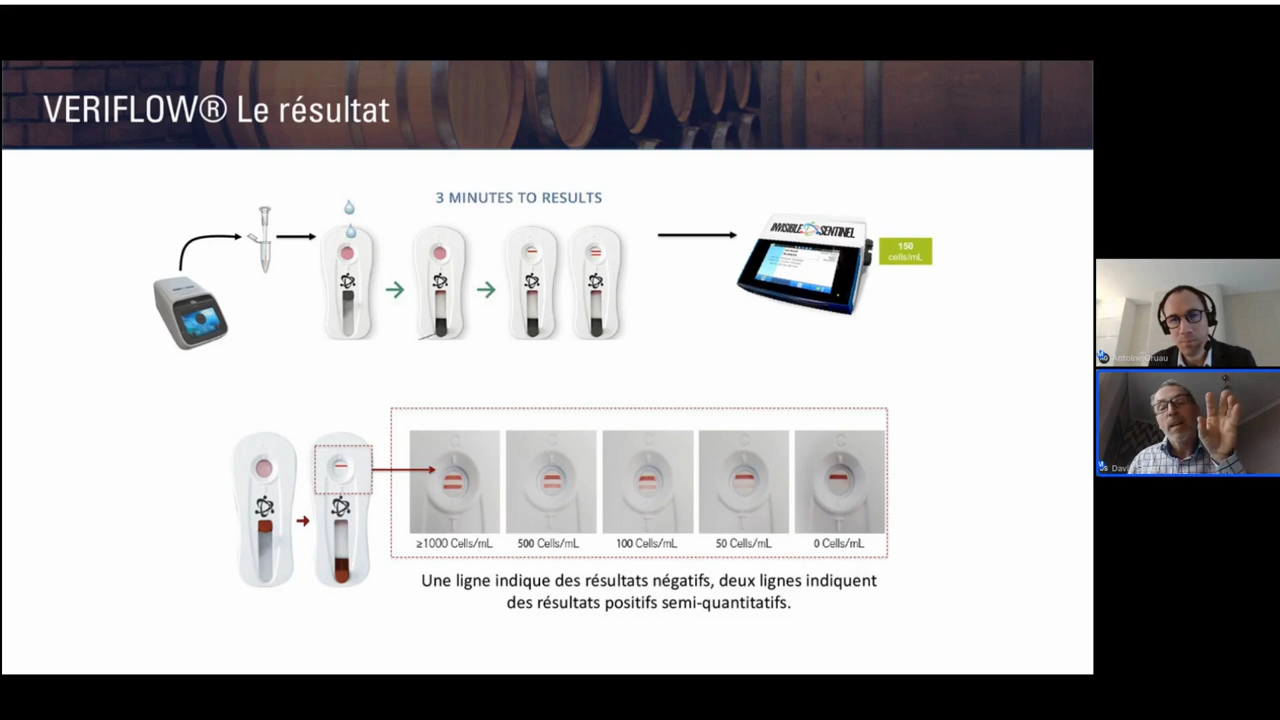 VERIFLOW® Le résultat
3 MINUTES TO RESULTS
INVISIBLE SENTINEL
150
cells/mL
Antoine Gruau
≥1000 Cells/mL
500 Cells/mL
100 Cells/mL
50 Cells/mL
0 Cells/mL
Une ligne indique des résultats négatifs, deux lignes indiquent
des résultats positifs semi-quantitatifs.